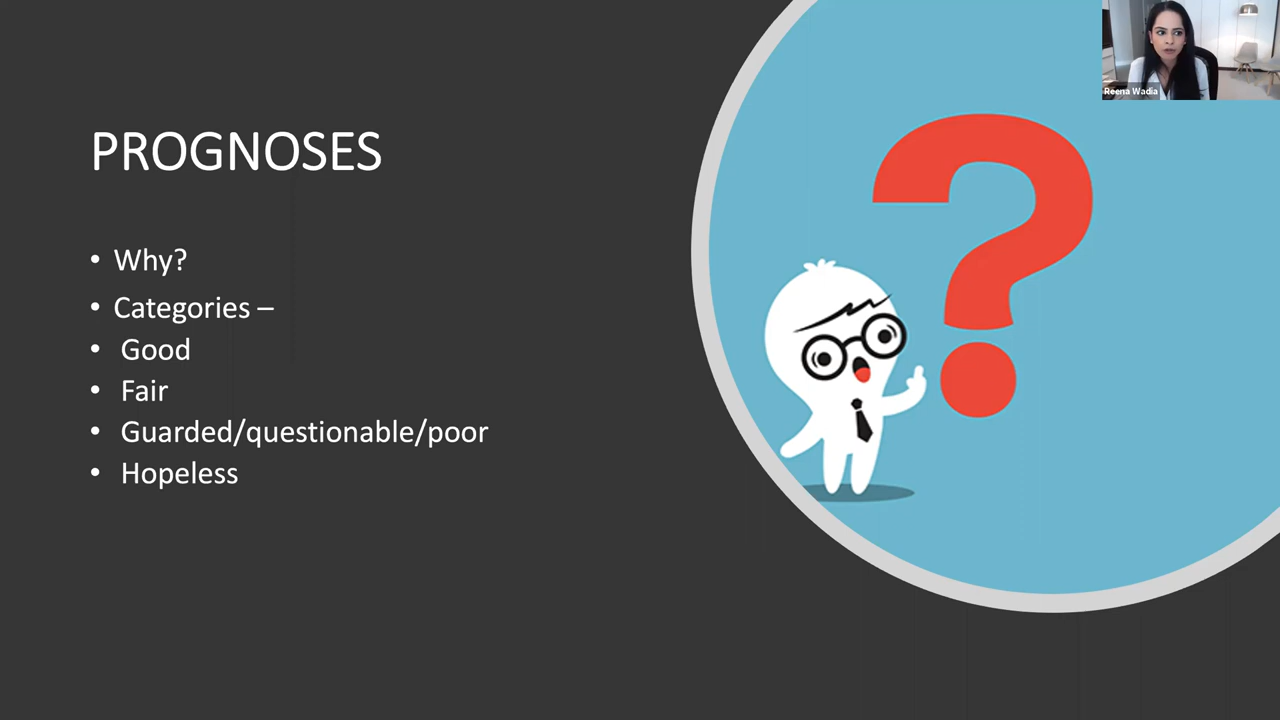 PROGNOSES
• Why?
• Categories –
• Good
• Fair
• Guarded/questionable/poor
• Hopeless
?
Reena Wadia